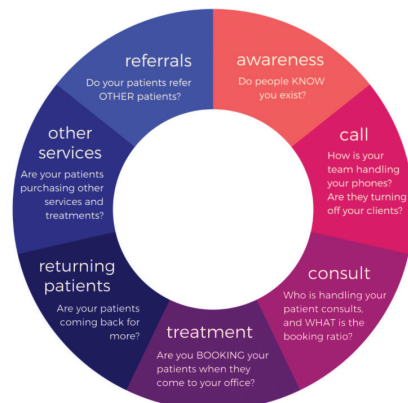 awareness
Do people KNOW
you exist?
call
How is your
team handling
your phones?
Are they turning
off your clients?
consult
Who is handling your
patient consults,
and WHAT is the
booking ratio?
treatment
Are you BOOKING your
patients when they
come to your office?
returning
patients
Are your patients
coming back for
more?
other
services
Are your patients
purchasing other
services and
treatments?
referrals
Do your patients refer
OTHER patients?